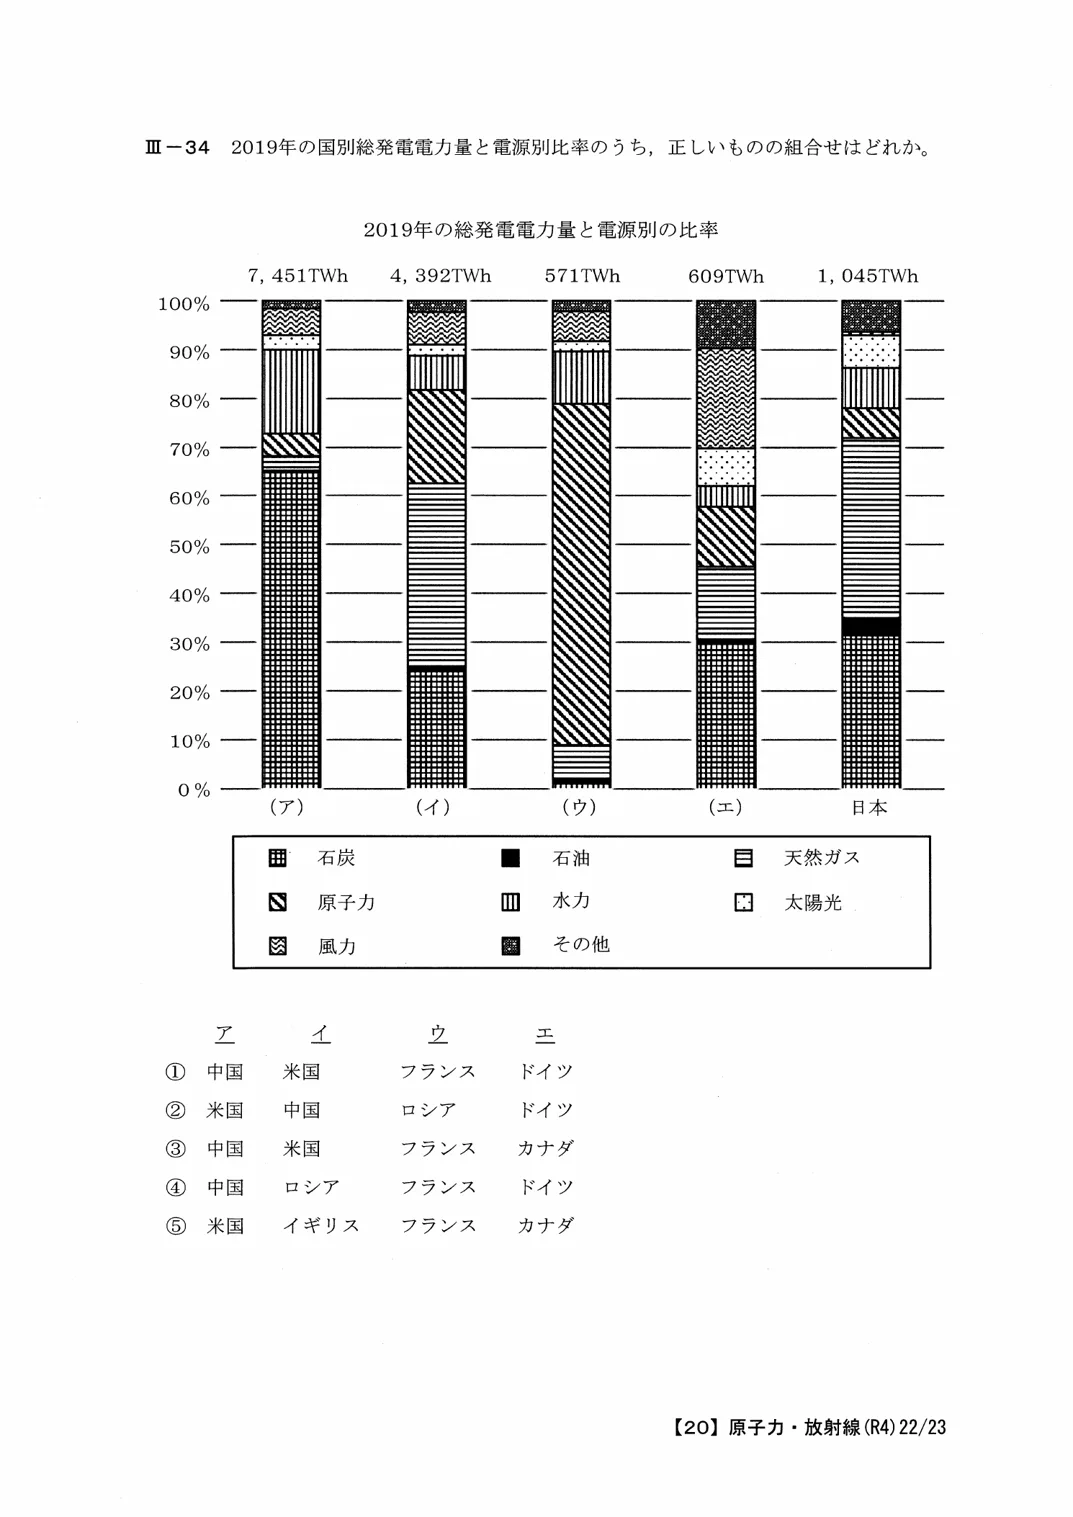 Ⅲ－34 2019年の国別総発電電力量と電源別比率のうち，正しいものの組合せはどれか。
2019年の総発電電力量と電源別の比率
7, 451TWh 4, 392TWh 571TWh 609TWh 1, 045TWh
100%
90%
80%
70%
60%
50%
40%
30%
20%
10%
0%
(ア) (イ) (ウ) (エ) 日本
石炭 石油 天然ガス
原子力 水力 太陽光
風力 その他
ア イ ウ エ
① 中国 米国 フランス ドイツ
② 米国 中国 ロシア ドイツ
③ 中国 米国 フランス カナダ
④ 中国 ロシア フランス ドイツ
⑤ 米国 イギリス フランス カナダ
【20】原子力・放射線(R4)22/23